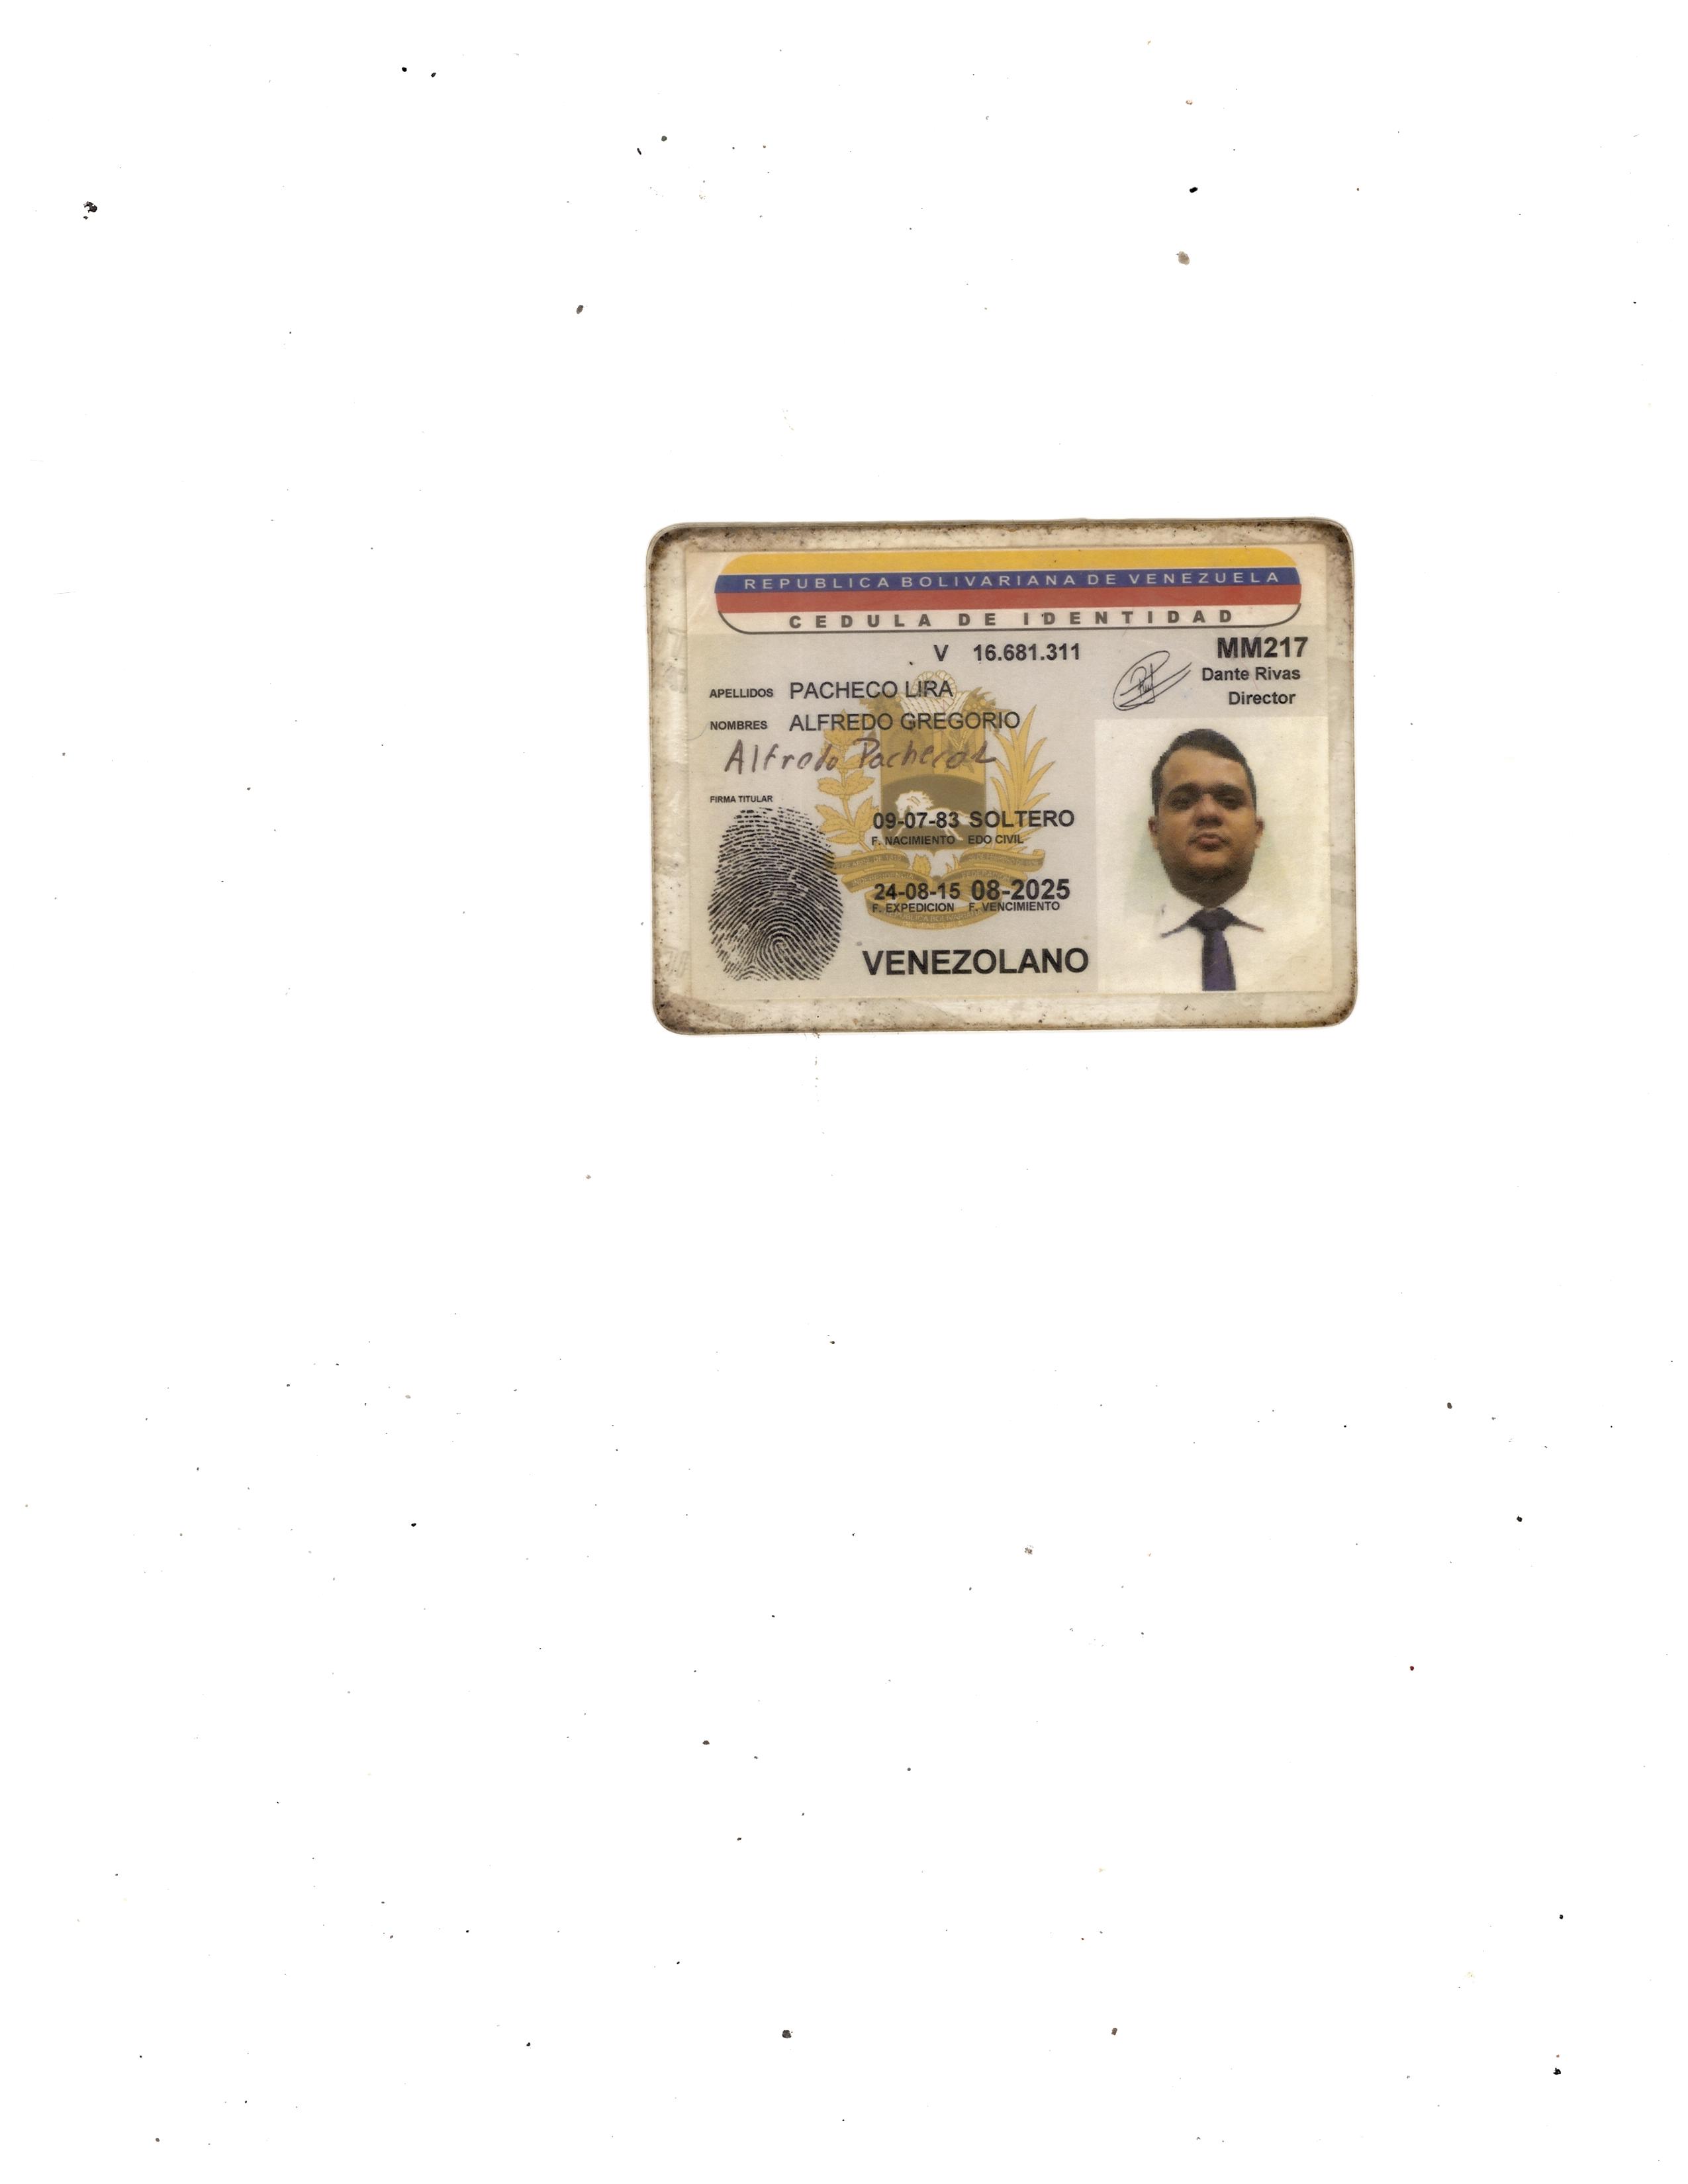 REPUBLICA BOLIVARIANA DE VENEZUELA
CEDULA DE IDENTIDAD
V 16.681.311
MM217
Dante Rivas
Director
APELLIDOS PACHECO LIRA
NOMBRES ALFREDO GREGORIO
Alfredo Pacheco L
FIRMA TITULAR
09-07-83 SOLTERO
F. NACIMIENTO EDO CIVIL
24-08-15 08-2025
F. EXPEDICION F. VENCIMIENTO
VENEZOLANO